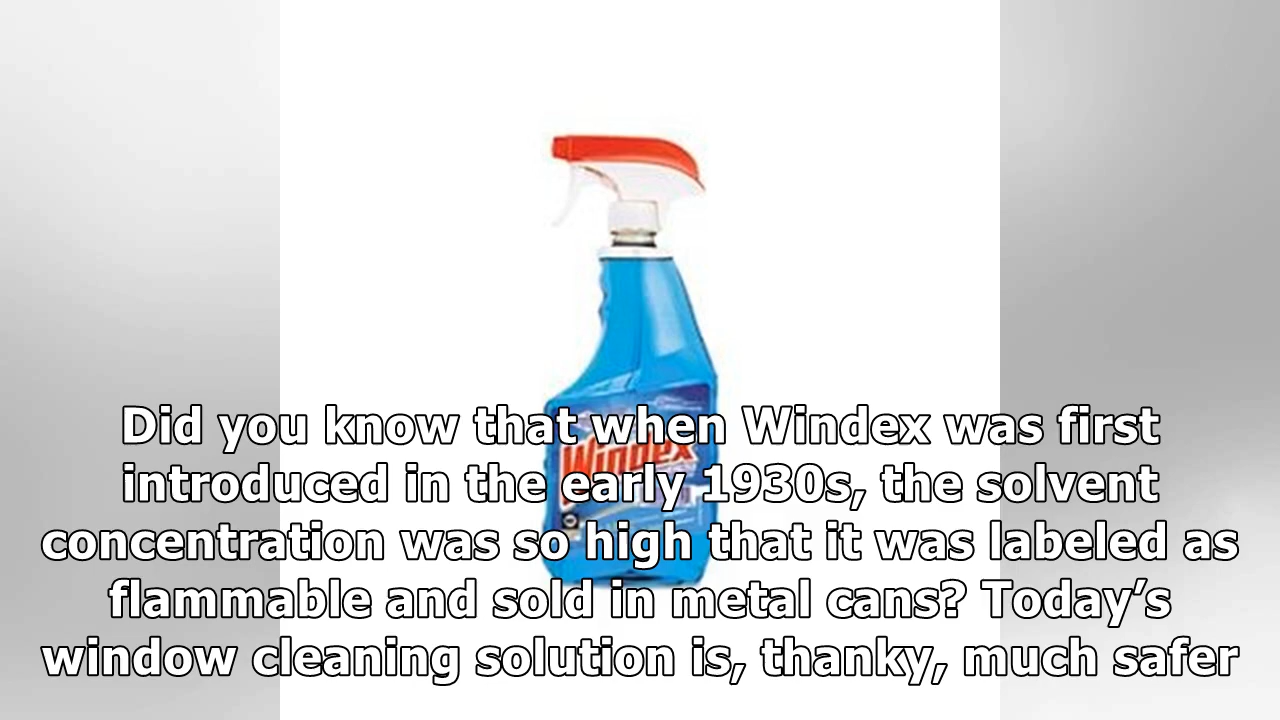 Did you know that when Windex was first
introduced in the early 1930s, the solvent
concentration was so high that it was labeled as
flammable and sold in metal cans? Today’s
window cleaning solution is, thanky, much safer
Windex